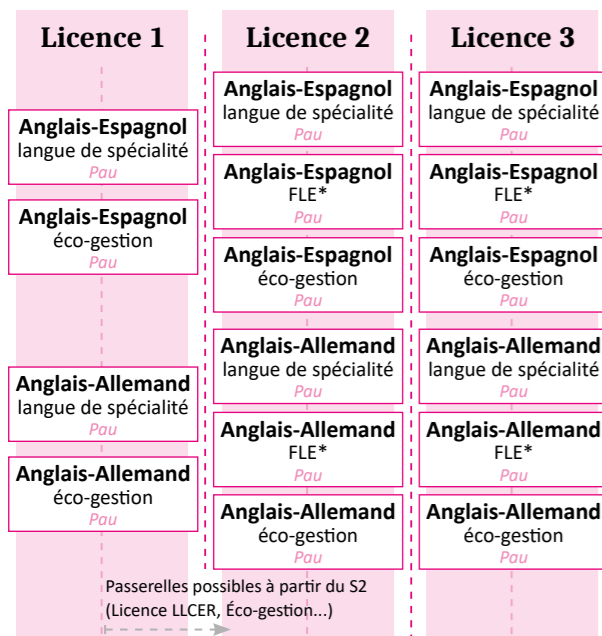 Licence 1
Anglais-Espagnol
langue de spécialité
Pau
Anglais-Espagnol
éco-gestion
Pau
Anglais-Allemand
langue de spécialité
Pau
Anglais-Allemand
éco-gestion
Pau
Licence 2
Anglais-Espagnol
langue de spécialité
Pau
Anglais-Espagnol
FLE*
Pau
Anglais-Espagnol
éco-gestion
Pau
Anglais-Allemand
langue de spécialité
Pau
Anglais-Allemand
FLE*
Pau
Anglais-Allemand
éco-gestion
Pau
Licence 3
Anglais-Espagnol
langue de spécialité
Pau
Anglais-Espagnol
FLE*
Pau
Anglais-Espagnol
éco-gestion
Pau
Anglais-Allemand
langue de spécialité
Pau
Anglais-Allemand
FLE*
Pau
Anglais-Allemand
éco-gestion
Pau
Passerelles possibles à partir du S2
(Licence LLCER, Éco-gestion...)